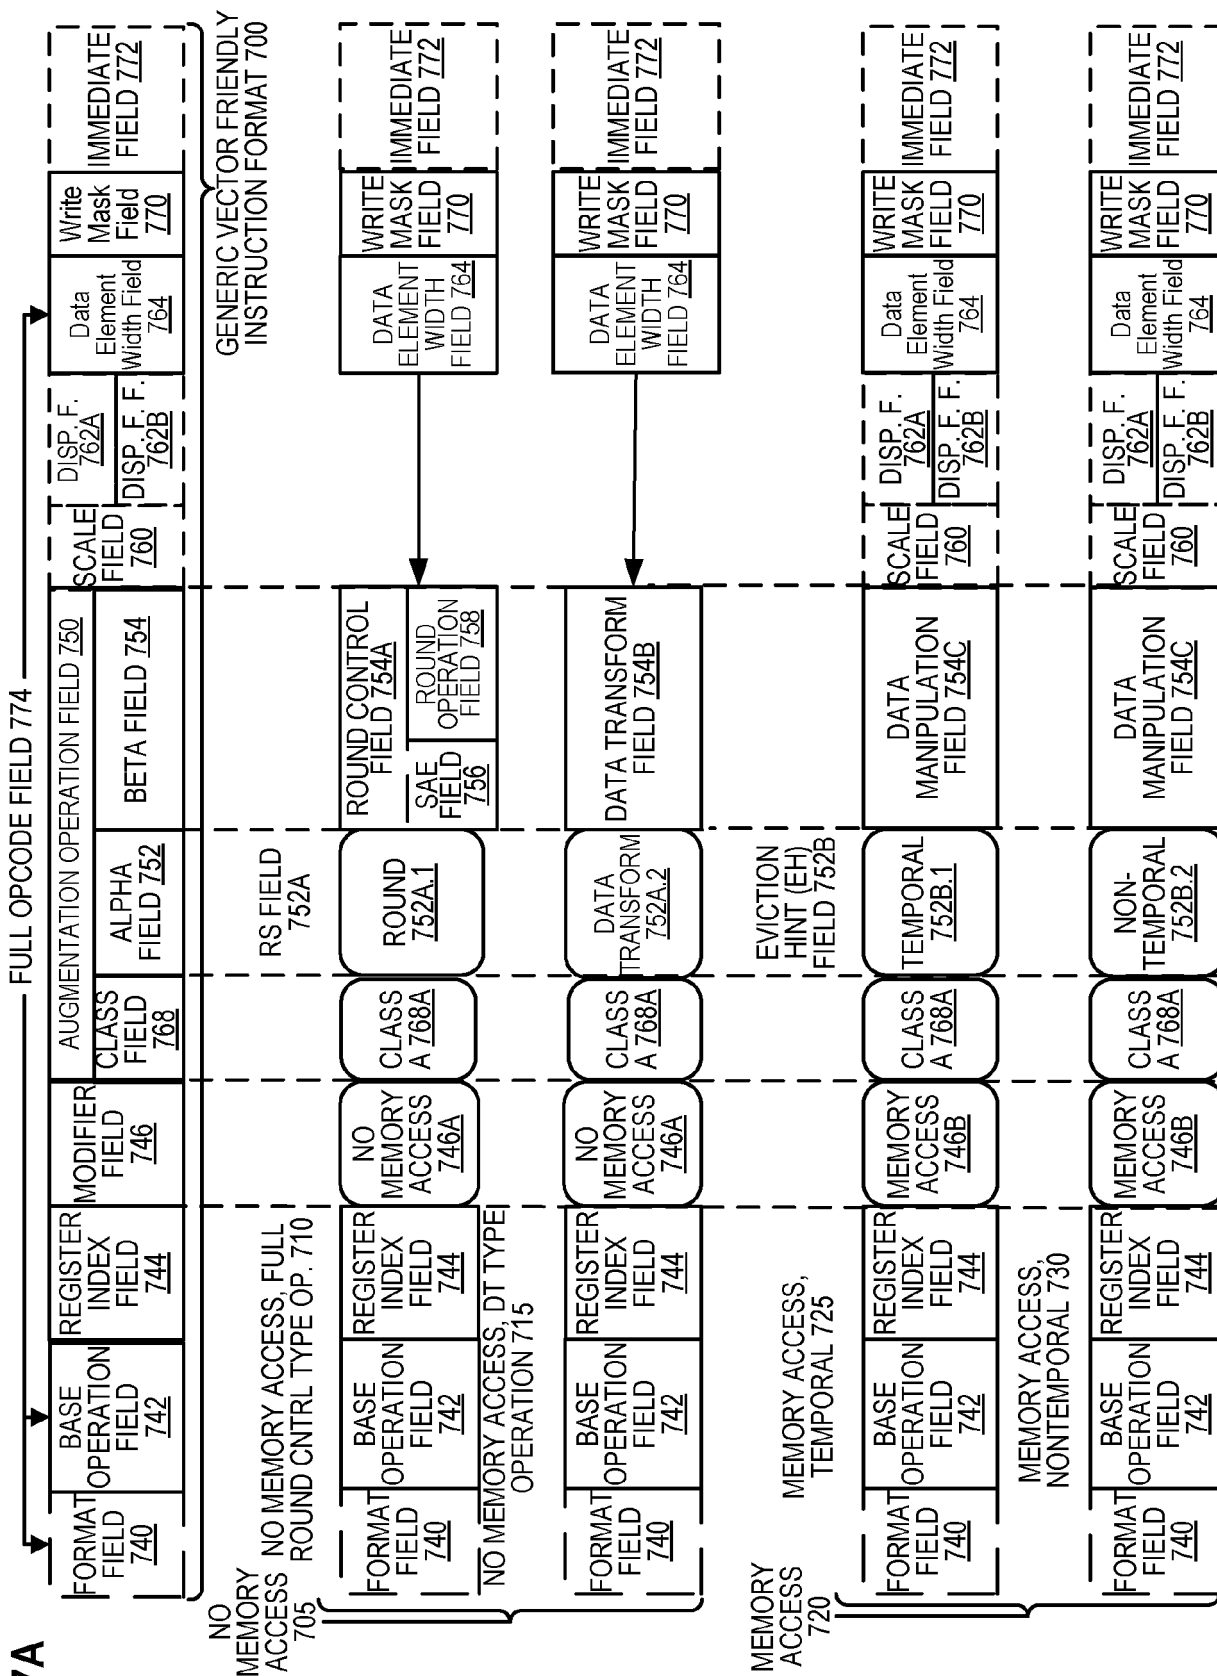 7A
FULL OPCODE FIELD 774
FORMAT
FIELD
740
BASE
OPERATION
FIELD
742
REGISTER
INDEX
FIELD
744
MODIFIER
FIELD
746
AUGMENTATION OPERATION FIELD 750
CLASS
FIELD
768
ALPHA
FIELD 752
BETA FIELD 754
SCALE
FIELD
760
DISP. F.
762A
DISP. F. F.
762B
Data
Element
Width Field
764
Write
Mask
Field
770
IMMEDIATE
FIELD 772
GENERIC VECTOR FRIENDLY
INSTRUCTION FORMAT 700
NO
MEMORY
ACCESS
705
NO MEMORY ACCESS, FULL
ROUND CNTRL TYPE OP. 710
RS FIELD
752A
FORMAT
FIELD
740
BASE
OPERATION
FIELD
742
REGISTER
INDEX
FIELD
744
NO
MEMORY
ACCESS
746A
CLASS
A 768A
ROUND
752A.1
ROUND CONTROL
FIELD 754A
SAE
FIELD
756
ROUND
OPERATION
FIELD 758
DATA
ELEMENT
WIDTH
FIELD 764
WRITE
MASK
FIELD
770
IMMEDIATE
FIELD 772
NO MEMORY ACCESS, DT TYPE
OPERATION 715
FORMAT
FIELD
740
BASE
OPERATION
FIELD
742
REGISTER
INDEX
FIELD
744
NO
MEMORY
ACCESS
746A
CLASS
A 768A
DATA
TRANSFORM
752A.2
DATA TRANSFORM
FIELD 754B
DATA
ELEMENT
WIDTH
FIELD 764
WRITE
MASK
FIELD
770
IMMEDIATE
FIELD 772
MEMORY
ACCESS
720
MEMORY ACCESS,
TEMPORAL 725
EVICTION
HINT (EH)
FIELD 752B
FORMAT
FIELD
740
BASE
OPERATION
FIELD
742
REGISTER
INDEX
FIELD
744
MEMORY
ACCESS
746B
CLASS
A 768A
TEMPORAL
752B.1
DATA
MANIPULATION
FIELD 754C
SCALE
FIELD
760
DISP. F.
762A
DISP. F. F.
762B
Data
Element
Width Field
764
WRITE
MASK
FIELD
770
IMMEDIATE
FIELD 772
MEMORY ACCESS,
NONTEMPORAL 730
FORMAT
FIELD
740
BASE
OPERATION
FIELD
742
REGISTER
INDEX
FIELD
744
MEMORY
ACCESS
746B
CLASS
A 768A
NON-
TEMPORAL
752B.2
DATA
MANIPULATION
FIELD 754C
SCALE
FIELD
760
DISP. F.
762A
DISP. F. F.
762B
Data
Element
Width Field
764
WRITE
MASK
FIELD
770
IMMEDIATE
FIELD 772